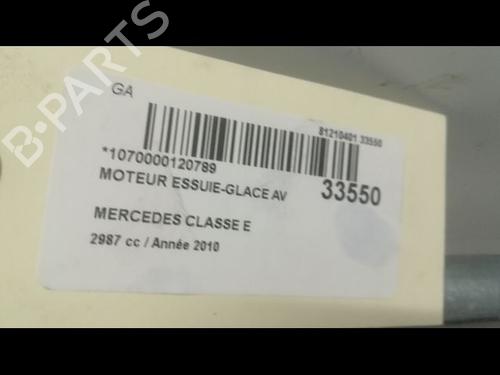 B-PARTS
GA
81210401 33550
*1070000120789
MOTEUR ESSUIE-GLACE AV
33550
MERCEDES CLASSE E
2987 cc / Année 2010